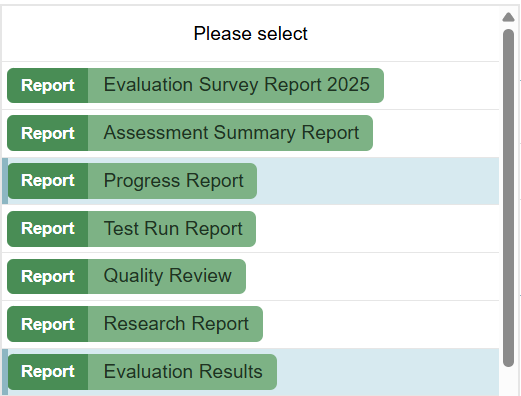 Please select
Report Evaluation Survey Report 2025
Report Assessment Summary Report
Report Progress Report
Report Test Run Report
Report Quality Review
Report Research Report
Report Evaluation Results